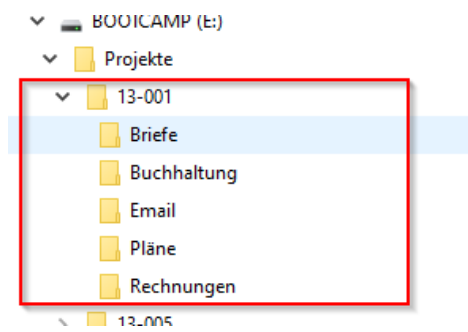 BOOTCAMP (E:)
Projekte
13-001
Briefe
Buchhaltung
Email
Pläne
Rechnungen
13-005